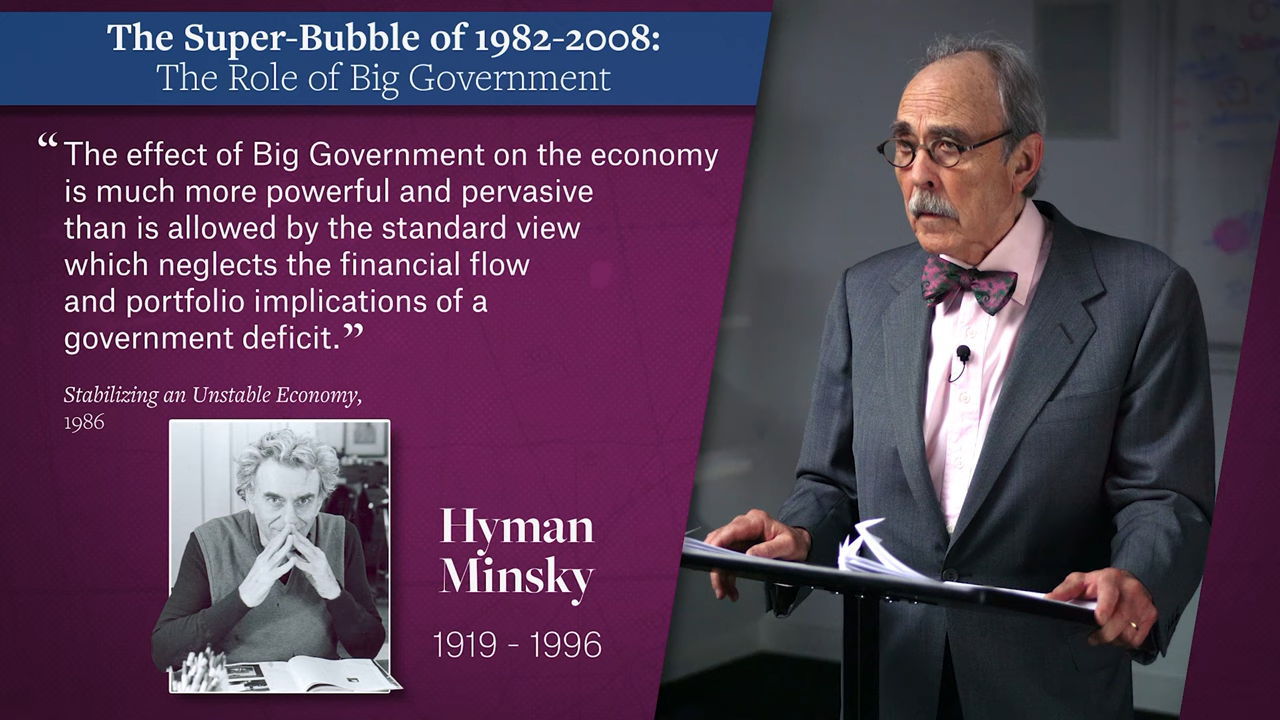 The Super-Bubble of 1982-2008:
The Role of Big Government
“The effect of Big Government on the economy
is much more powerful and pervasive
than is allowed by the standard view
which neglects the financial flow
and portfolio implications of a
government deficit.”
Stabilizing an Unstable Economy,
1986
Hyman
Minsky
1919 - 1996